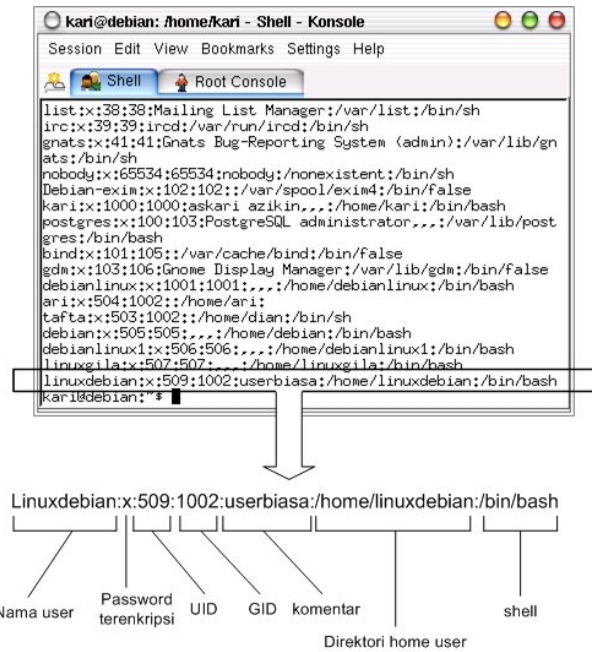 kari@debian: /home/kari - Shell - Konsole
Session Edit View Bookmarks Settings Help
Shell Root Console
list:x:38:38:Mailing List Manager:/var/list:/bin/sh
irc:x:39:39:ircd:/var/run/ircd:/bin/sh
gnats:x:41:41:Gnats Bug-Reporting System (admin):/var/lib/gn
ats:/bin/sh
nobody:x:65534:65534:nobody:/nonexistent:/bin/sh
Debian-exim:x:102:102::/var/spool/exim4:/bin/false
kari:x:1000:1000:askari azikin,,,:/home/kari:/bin/bash
postgres:x:100:103:PostgreSQL administrator,,,:/var/lib/post
gres:/bin/bash
bind:x:101:105::/var/cache/bind:/bin/false
gdm:x:103:106:Gnome Display Manager:/var/lib/gdm:/bin/false
debianlinux:x:1001:1001:,,,:/home/debianlinux:/bin/bash
ari:x:504:1002::/home/ari:
tafta:x:503:1002::/home/dian:/bin/sh
debian:x:505:505:,,,:/home/debian:/bin/bash
debianlinux1:x:506:506:,,,:/home/debianlinux1:/bin/bash
linuxgila:x:507:507:,,,:/home/linuxgila:/bin/bash
linuxdebian:x:509:1002:userbiasa:/home/linuxdebian:/bin/bash
kari@debian:~$
Linuxdebian:x:509:1002:userbiasa:/home/linuxdebian:/bin/bash
Nama user
Password
terenkripsi
UID
GID
komentar
Direktori home user
shell